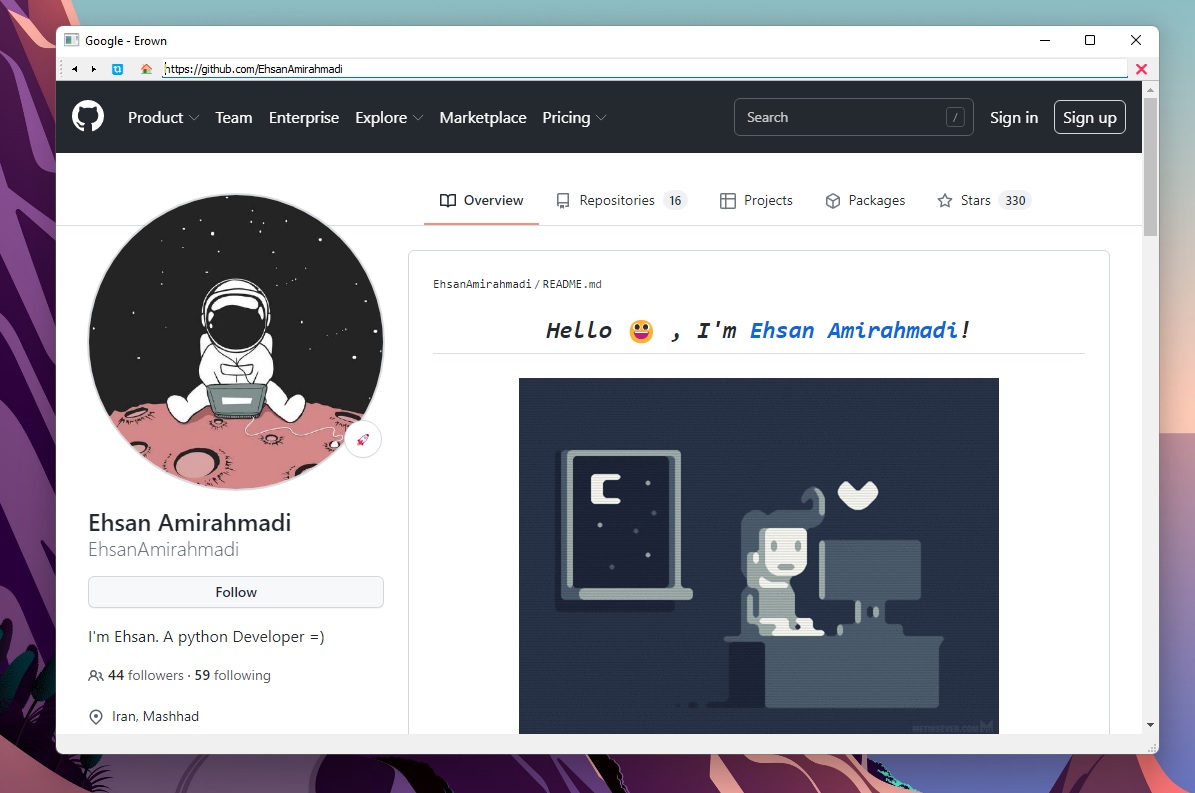 Google - Erown
https://github.com/EhsanAmirahmadi
Product Team Enterprise Explore Marketplace Pricing Search / Sign in Sign up
Overview Repositories 16 Projects Packages Stars 330
EhsanAmirahmadi / README.md
Hello 😀 , I'm Ehsan Amirahmadi!
Ehsan Amirahmadi
EhsanAmirahmadi
Follow
I'm Ehsan. A python Developer =)
44 followers · 59 following
Iran, Mashhad